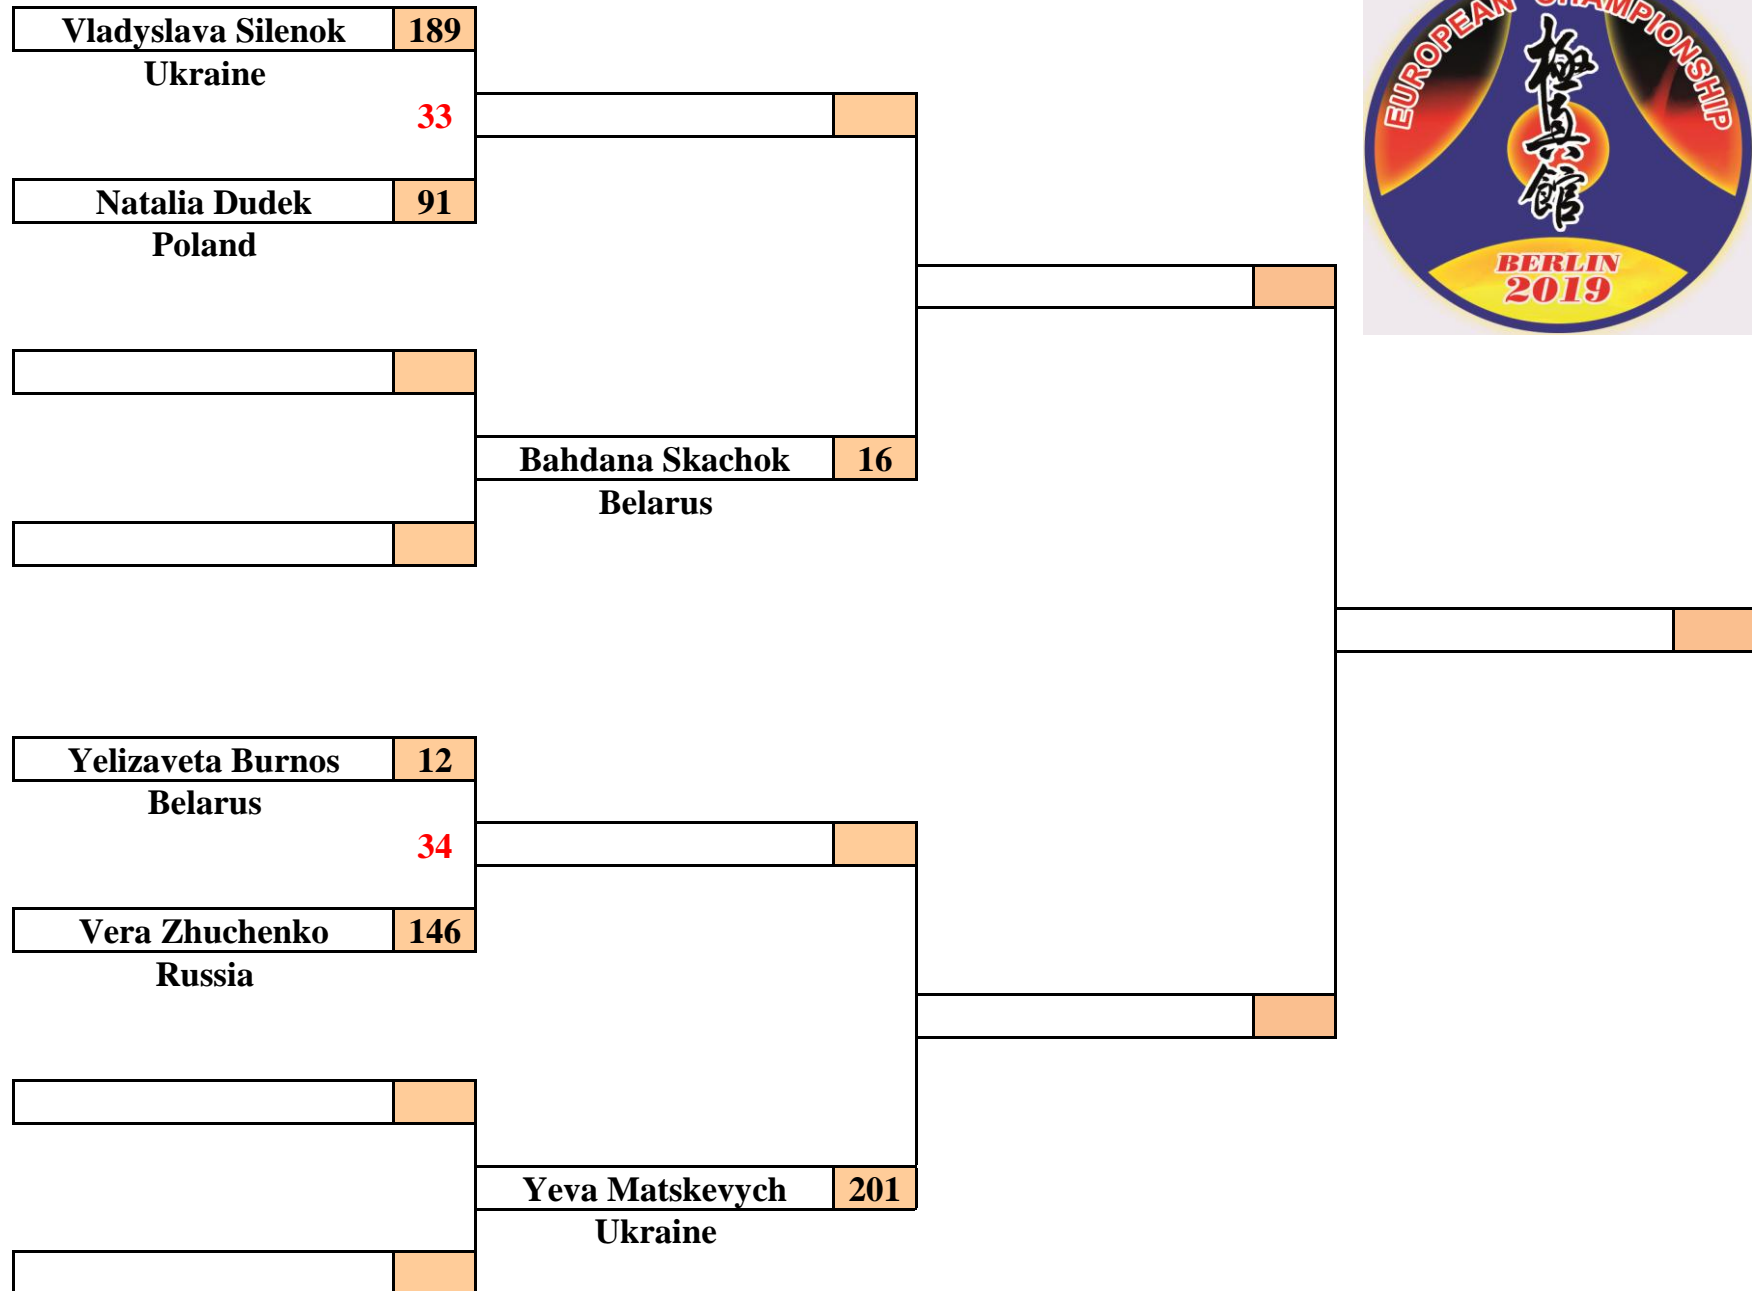 Vladyslava Silenok 189
Ukraine
33
Natalia Dudek 91
Poland
Bahdana Skachok 16
Belarus
Yelizaveta Burnos 12
Belarus
34
Vera Zhuchenko 146
Russia
Yeva Matskevych 201
Ukraine
EUROPEAN CHAMPIONSHIP
極真館
BERLIN
2019